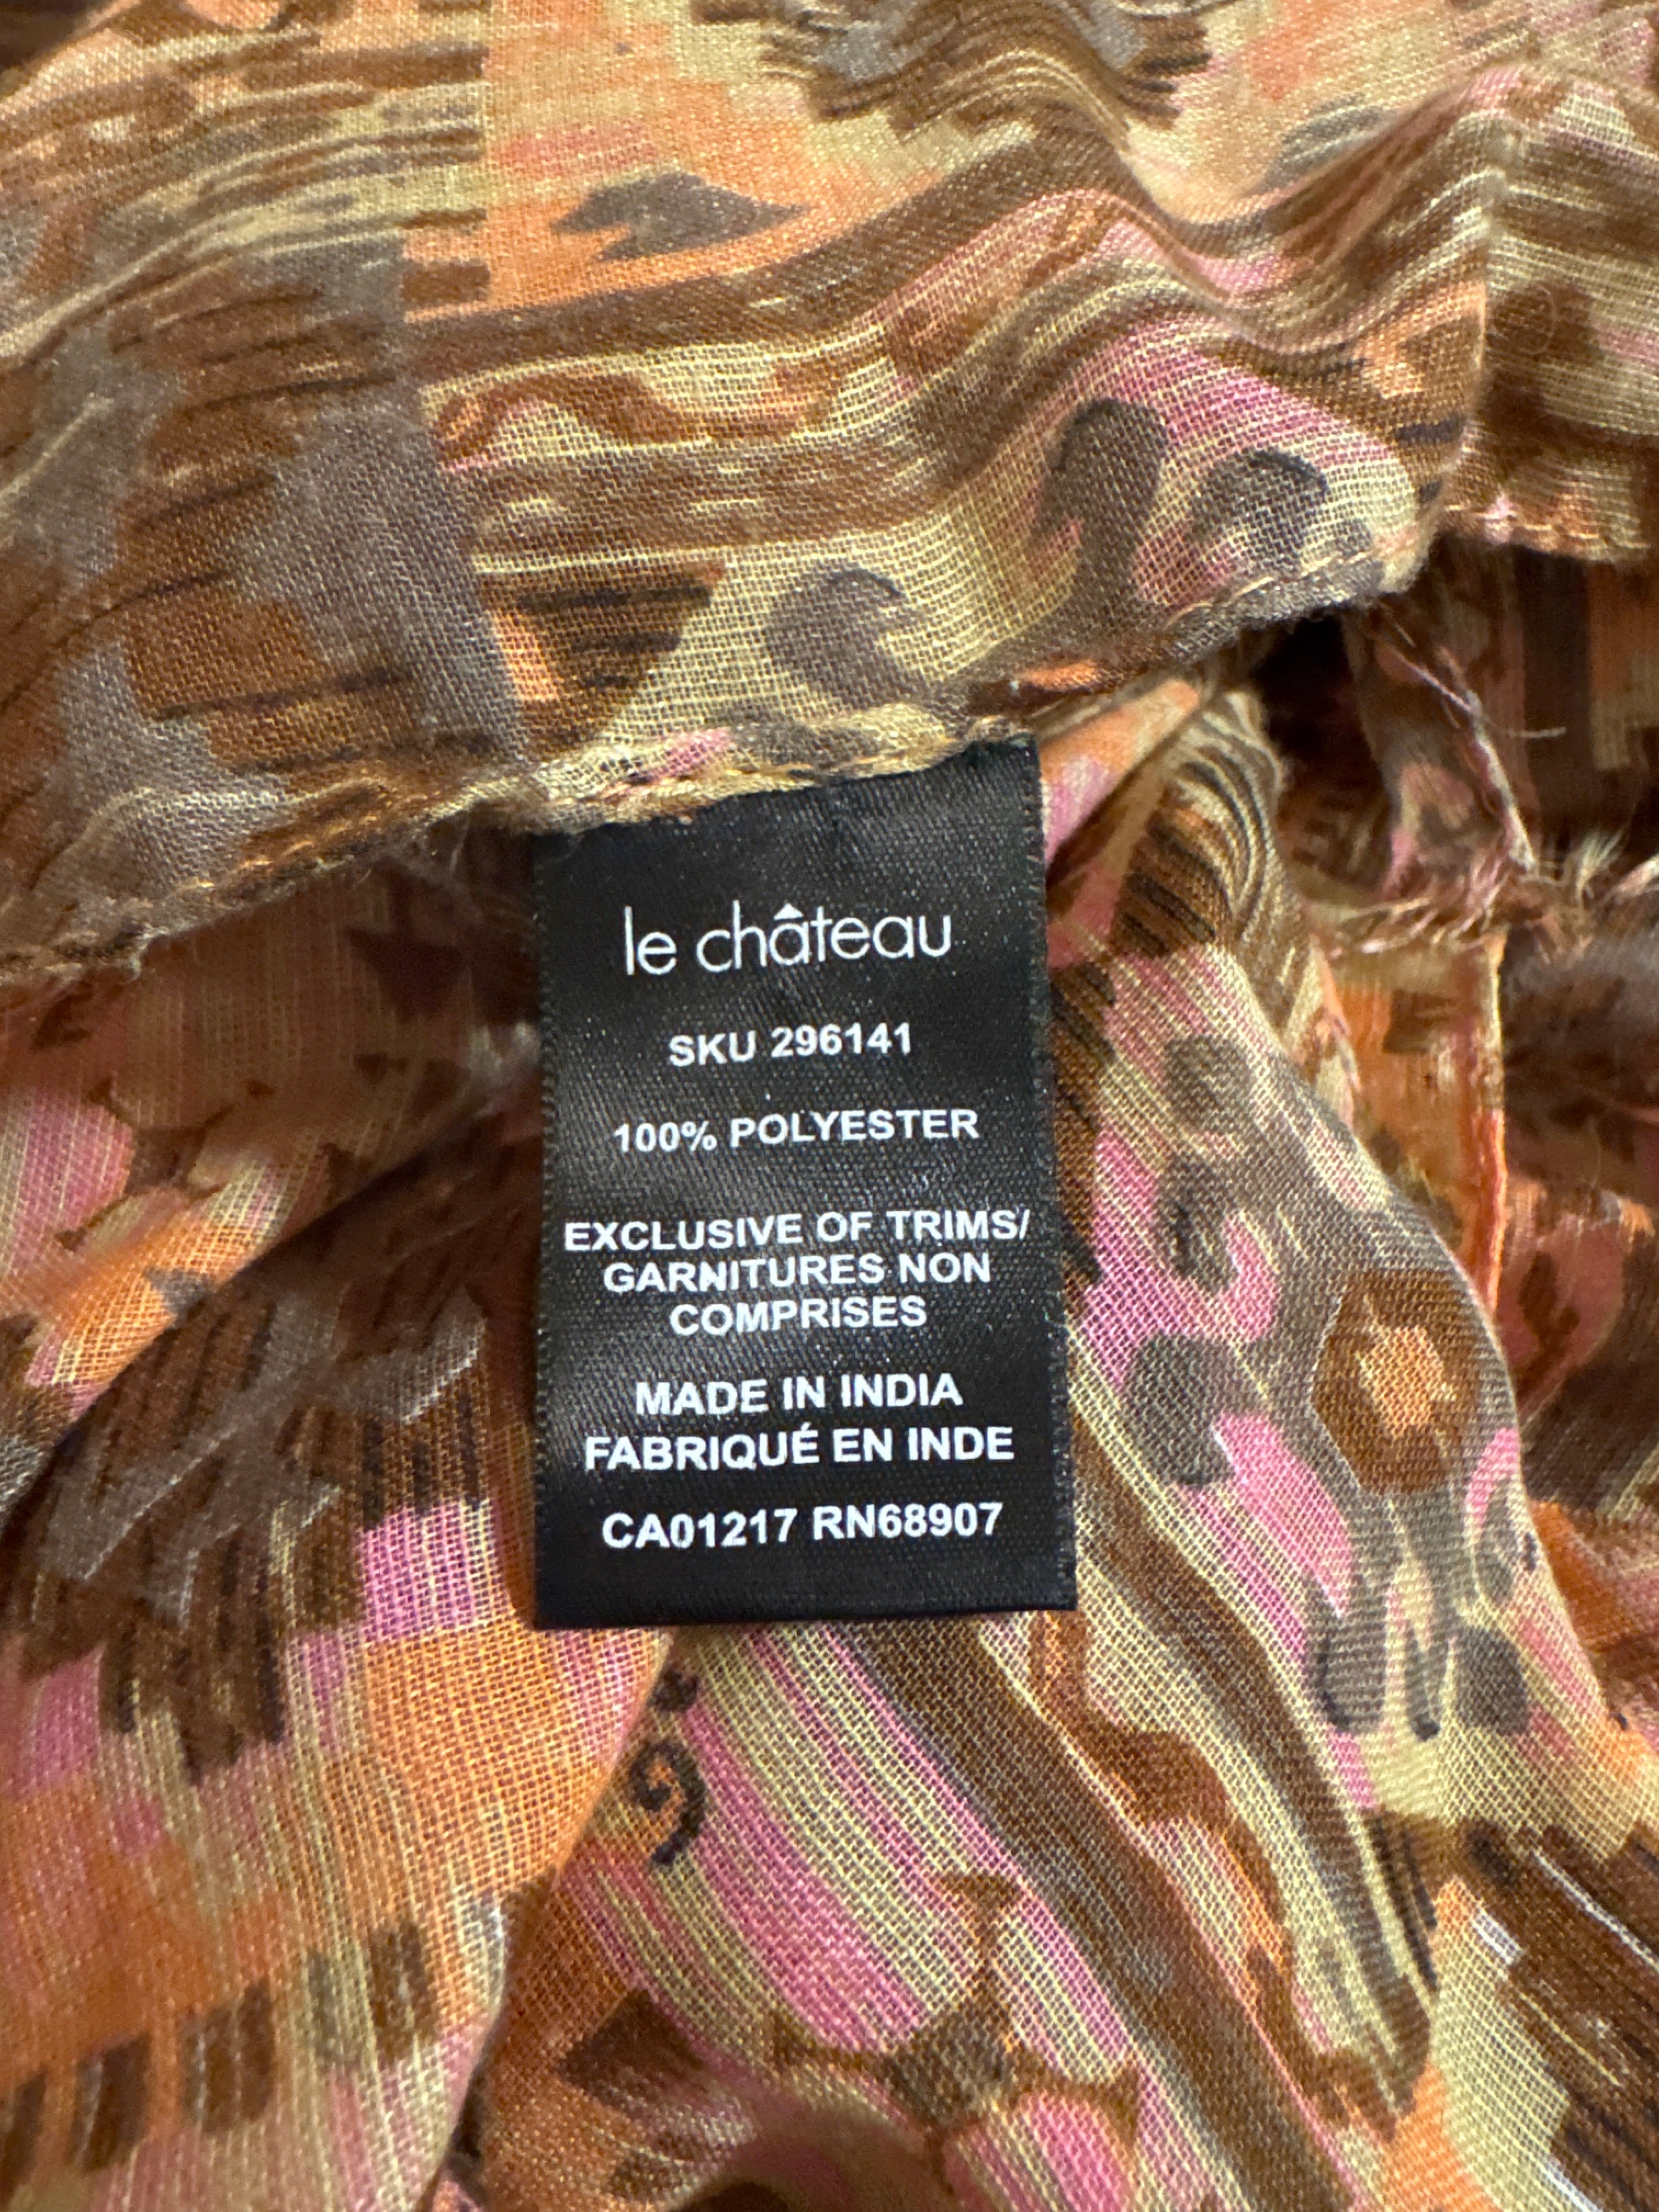 le château
SKU 296141
100% POLYESTER
EXCLUSIVE OF TRIMS/
GARNITURES NON
COMPRISES
MADE IN INDIA
FABRIQUÉ EN INDE
CA01217 RN68907